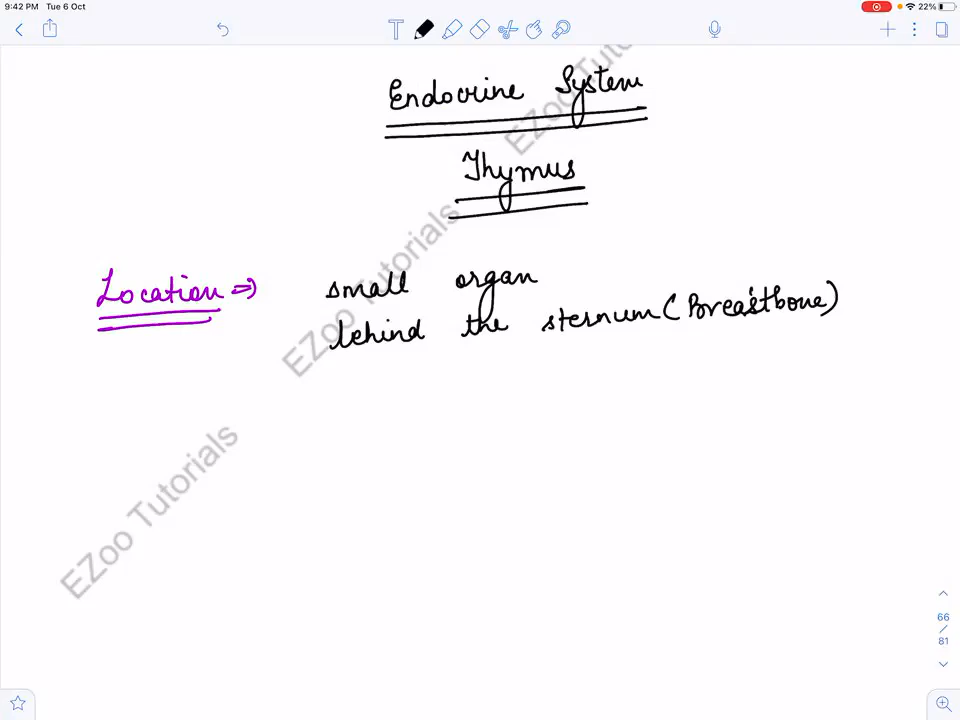 9:42 PM Tue 6 Oct
22%
Endocrine System
Thymus
Location ⇒ small organ
behind the sternum (Breastbone)
EZoo Tutorials
EZoo Tutorials
EZoo Tutorials
66
/
81